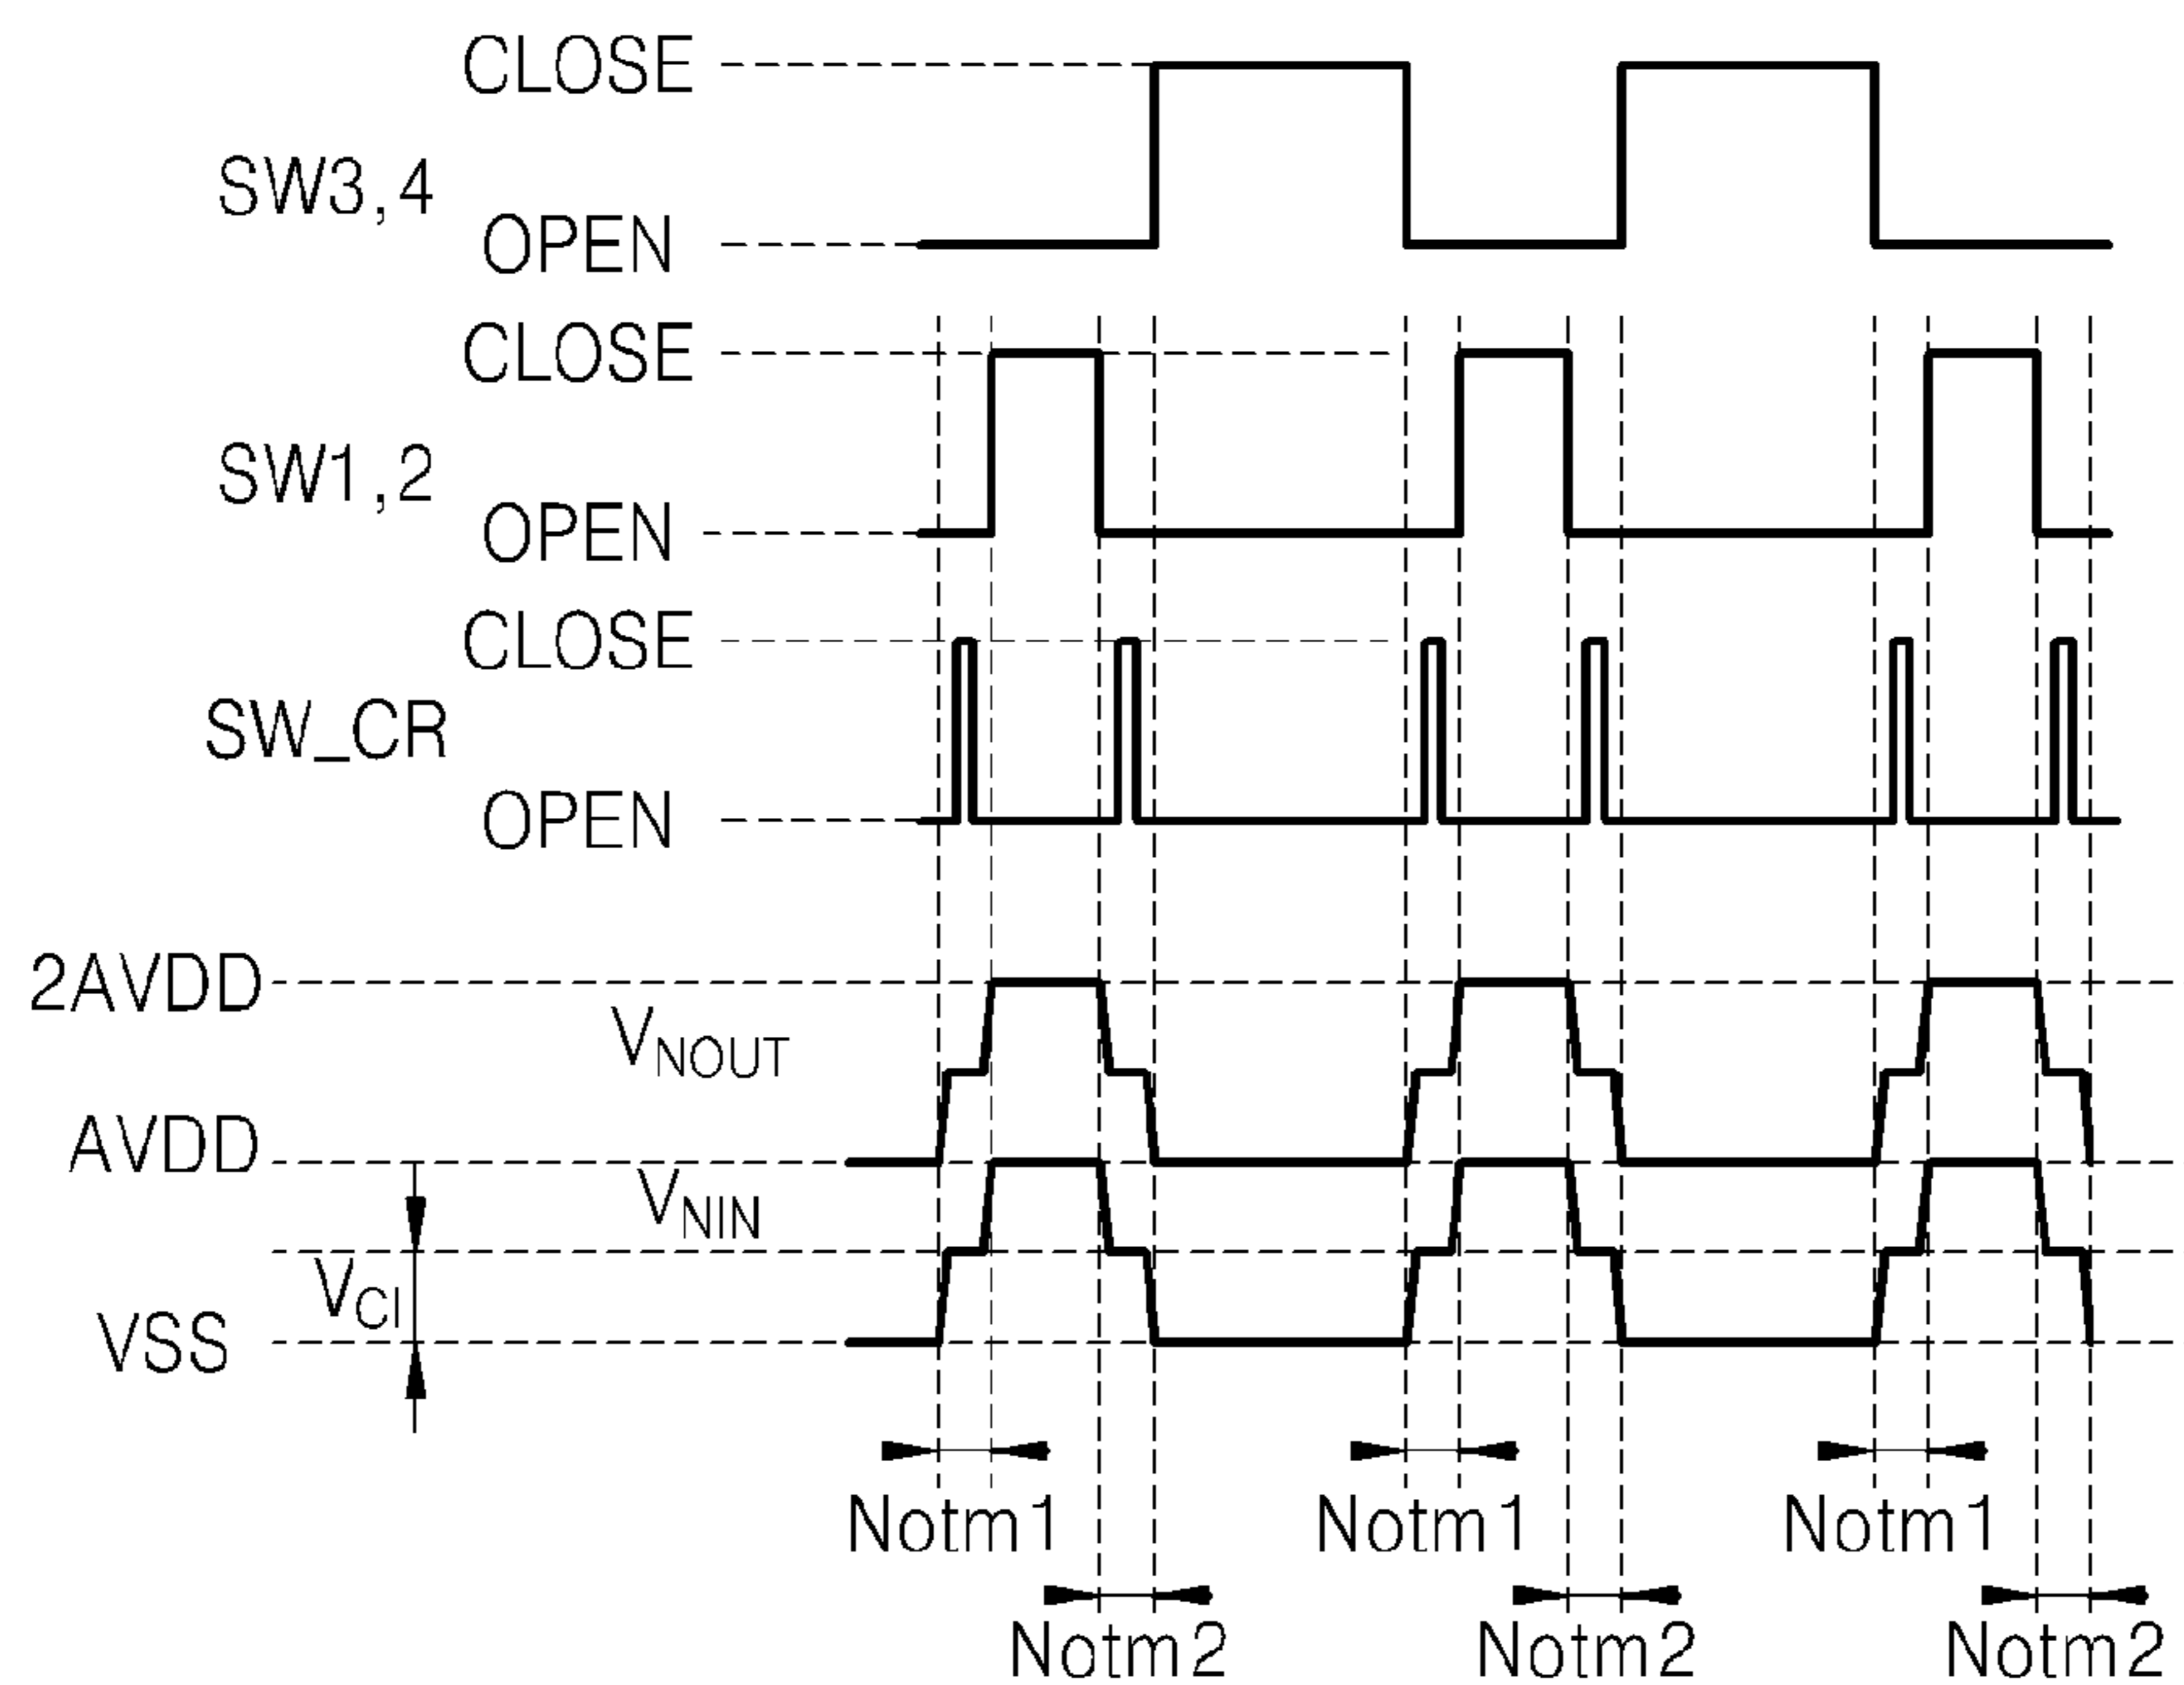 CLOSE
SW3,4
OPEN
CLOSE
SW1,2
OPEN
CLOSE
SW_CR
OPEN
2AVDD
VNOUT
AVDD
VNIN
VCI
VSS
Notm1 Notm1 Notm1
Notm2 Notm2 Notm2